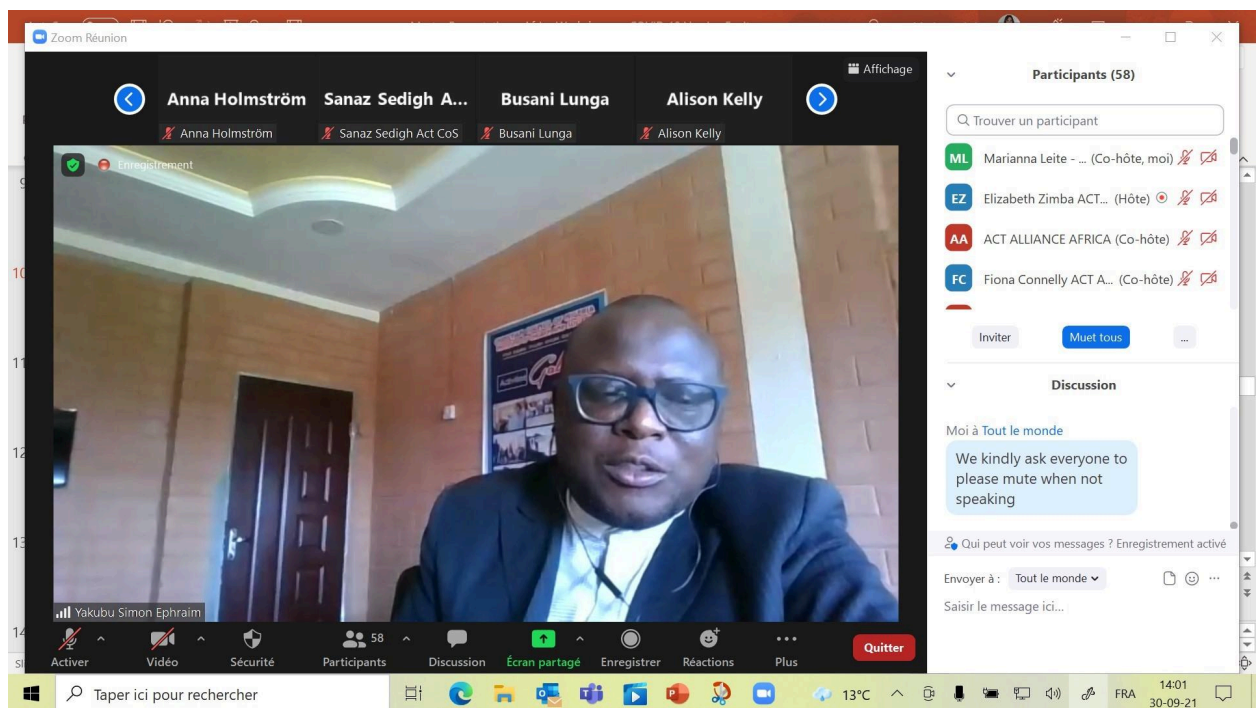 Zoom Réunion
Affichage
Anna Holmström
Sanaz Sedigh A...
Busani Lunga
Alison Kelly
Anna Holmström
Sanaz Sedigh Act CoS
Busani Lunga
Alison Kelly
Enregistrement
Yakubu Simon Ephraim
Participants (58)
Trouver un participant
ML Marianna Leite - ... (Co-hôte, moi)
EZ Elizabeth Zimba ACT... (Hôte)
AA ACT ALLIANCE AFRICA (Co-hôte)
FC Fiona Connelly ACT A... (Co-hôte)
Inviter
Muet tous
...
Discussion
Moi à Tout le monde
We kindly ask everyone to
please mute when not
speaking
Qui peut voir vos messages ? Enregistrement activé
Envoyer à : Tout le monde
Saisir le message ici...
10
11
12
13
14
Activer
Vidéo
Sécurité
58
Participants
Discussion
Écran partagé
Enregistrer
Réactions
Plus
Quitter
Taper ici pour rechercher
13°C
FRA
14:01
30-09-21